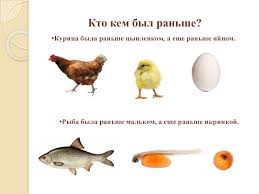 Кто кем был раньше?
•Курица была раньше цыпленком, а еще раньше яйцом.
•Рыба была раньше мальком, а еще раньше икринкой.